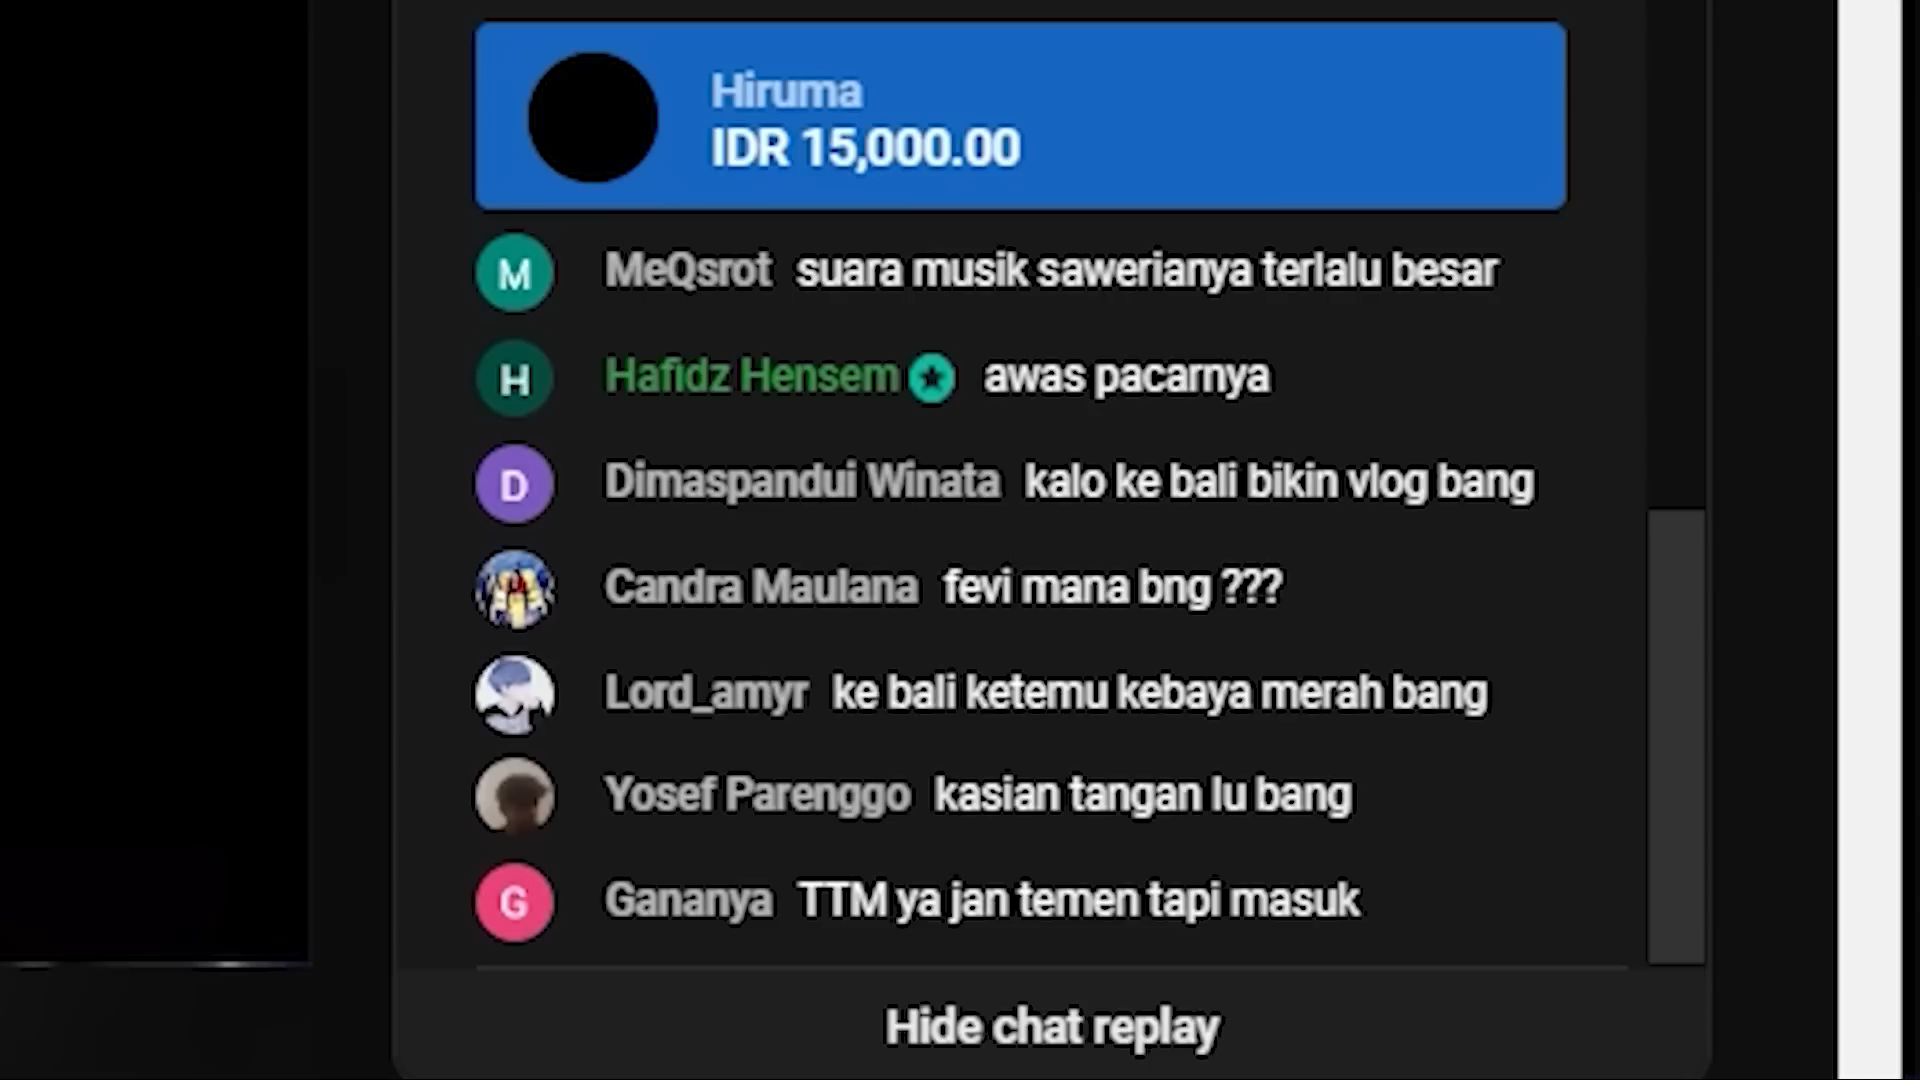 Hiruma
IDR 15,000.00
M MeQsrot suara musik sawerianya terlalu besar
H Hafidz Hensem awas pacarnya
D Dimaspandui Winata kalo ke bali bikin vlog bang
Candra Maulana fevi mana bng ???
Lord_amyr ke bali ketemu kebaya merah bang
Yosef Parenggo kasian tangan lu bang
G Gananya TTM ya jan temen tapi masuk
Hide chat replay